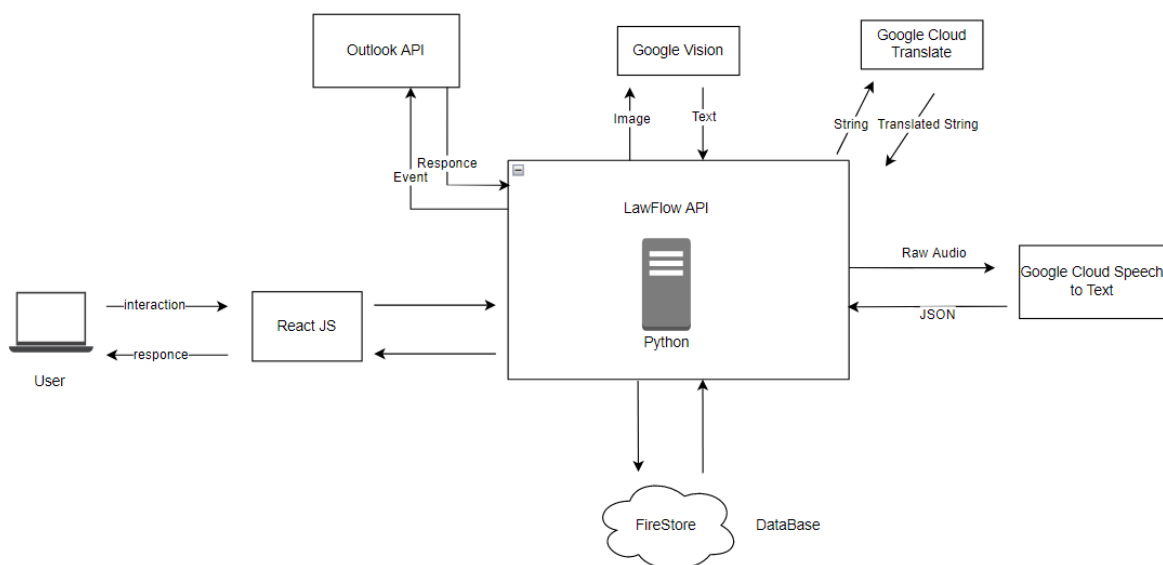 Outlook API
Google Vision
Google Cloud
Translate
Image
Text
String
Translated String
Responce
Event
LawFlow API
Python
Raw Audio
JSON
Google Cloud Speech
to Text
interaction
responce
User
React JS
FireStore
DataBase